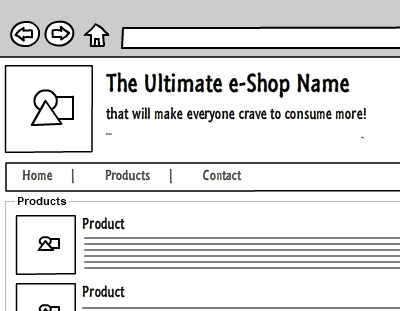 The Ultimate e-Shop Name
that will make everyone crave to consume more!
Home | Products | Contact
Products
Product
Product